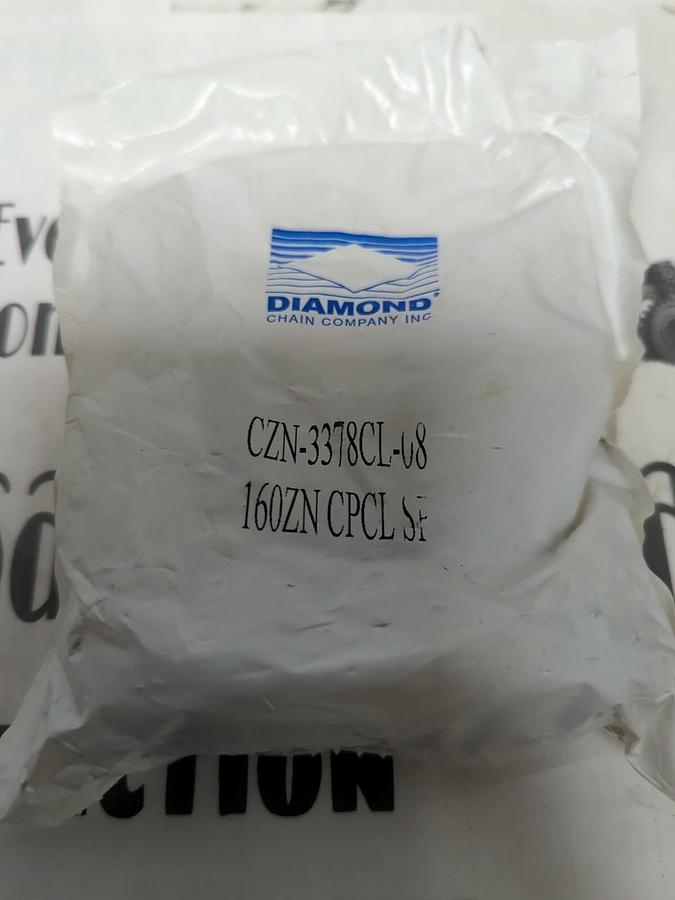 DIAMOND®
CHAIN COMPANY INC.
CZN-3378CL-08
160ZN CPCL SF